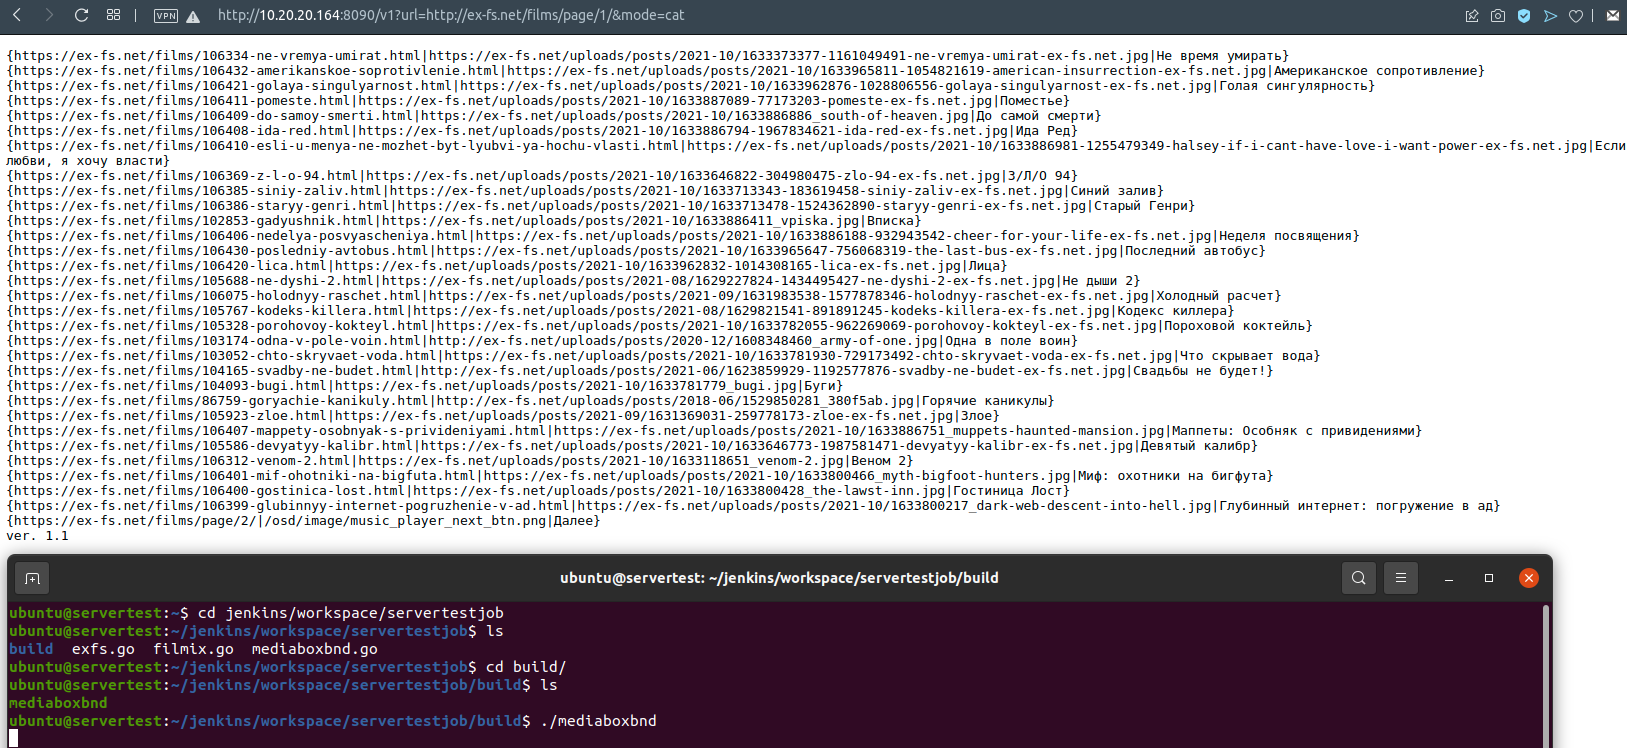 VPN http://10.20.20.164:8090/v1?url=http://ex-fs.net/films/page/1/&mode=cat
{https://ex-fs.net/films/106334-ne-vremya-umirat.html|https://ex-fs.net/uploads/posts/2021-10/1633373377-1161049491-ne-vremya-umirat-ex-fs.net.jpg|Не время умирать}
{https://ex-fs.net/films/106432-amerikanskoe-soprotivlenie.html|https://ex-fs.net/uploads/posts/2021-10/1633965811-1054821619-american-insurrection-ex-fs.net.jpg|Американское сопротивление}
{https://ex-fs.net/films/106421-golaya-singulyarnost.html|https://ex-fs.net/uploads/posts/2021-10/1633962876-1028806556-golaya-singulyarnost-ex-fs.net.jpg|Голая сингулярность}
{https://ex-fs.net/films/106411-pomeste.html|https://ex-fs.net/uploads/posts/2021-10/1633887089-77173203-pomeste-ex-fs.net.jpg|Поместье}
{https://ex-fs.net/films/106409-do-samoy-smerti.html|https://ex-fs.net/uploads/posts/2021-10/1633886886_south-of-heaven.jpg|До самой смерти}
{https://ex-fs.net/films/106408-ida-red.html|https://ex-fs.net/uploads/posts/2021-10/1633886794-1967834621-ida-red-ex-fs.net.jpg|Ида Ред}
{https://ex-fs.net/films/106410-esli-u-menya-ne-mozhet-byt-lyubvi-ya-hochu-vlasti.html|https://ex-fs.net/uploads/posts/2021-10/1633886981-1255479349-halsey-if-i-cant-have-love-i-want-power-ex-fs.net.jpg|Если
любви, я хочу власти}
{https://ex-fs.net/films/106369-z-l-o-94.html|https://ex-fs.net/uploads/posts/2021-10/1633646822-304980475-zlo-94-ex-fs.net.jpg|З/Л/О 94}
{https://ex-fs.net/films/106385-siniy-zaliv.html|https://ex-fs.net/uploads/posts/2021-10/1633713343-183619458-siniy-zaliv-ex-fs.net.jpg|Синий залив}
{https://ex-fs.net/films/106386-staryy-genri.html|https://ex-fs.net/uploads/posts/2021-10/1633713478-1524362890-staryy-genri-ex-fs.net.jpg|Старый Генри}
{https://ex-fs.net/films/102853-gadyushnik.html|https://ex-fs.net/uploads/posts/2021-10/1633886411_vpiska.jpg|Вписка}
{https://ex-fs.net/films/106406-nedelya-posvyascheniya.html|https://ex-fs.net/uploads/posts/2021-10/1633886188-932943542-cheer-for-your-life-ex-fs.net.jpg|Неделя посвящения}
{https://ex-fs.net/films/106430-posledniy-avtobus.html|https://ex-fs.net/uploads/posts/2021-10/1633965647-756068319-the-last-bus-ex-fs.net.jpg|Последний автобус}
{https://ex-fs.net/films/106420-lica.html|https://ex-fs.net/uploads/posts/2021-10/1633962832-1014308165-lica-ex-fs.net.jpg|Лица}
{https://ex-fs.net/films/105688-ne-dyshi-2.html|https://ex-fs.net/uploads/posts/2021-08/1629227824-1434495427-ne-dyshi-2-ex-fs.net.jpg|Не дыши 2}
{https://ex-fs.net/films/106075-holodnyy-raschet.html|https://ex-fs.net/uploads/posts/2021-09/1631983538-1577878346-holodnyy-raschet-ex-fs.net.jpg|Холодный расчет}
{https://ex-fs.net/films/105767-kodeks-killera.html|https://ex-fs.net/uploads/posts/2021-08/1629821541-891891245-kodeks-killera-ex-fs.net.jpg|Кодекс киллера}
{https://ex-fs.net/films/105328-porohovoy-kokteyl.html|https://ex-fs.net/uploads/posts/2021-10/1633782055-962269069-porohovoy-kokteyl-ex-fs.net.jpg|Пороховой коктейль}
{https://ex-fs.net/films/103174-odna-v-pole-voin.html|http://ex-fs.net/uploads/posts/2020-12/1608348460_army-of-one.jpg|Одна в поле воин}
{https://ex-fs.net/films/103052-chto-skryvaet-voda.html|https://ex-fs.net/uploads/posts/2021-10/1633781930-729173492-chto-skryvaet-voda-ex-fs.net.jpg|Что скрывает вода}
{https://ex-fs.net/films/104165-svadby-ne-budet.html|http://ex-fs.net/uploads/posts/2021-06/1623859929-1192577876-svadby-ne-budet-ex-fs.net.jpg|Свадьбы не будет!}
{https://ex-fs.net/films/104093-bugi.html|https://ex-fs.net/uploads/posts/2021-10/1633781779_bugi.jpg|Буги}
{https://ex-fs.net/films/86759-goryachie-kanikuly.html|http://ex-fs.net/uploads/posts/2018-06/1529850281_380f5ab.jpg|Горячие каникулы}
{https://ex-fs.net/films/105923-zloe.html|https://ex-fs.net/uploads/posts/2021-09/1631369031-259778173-zloe-ex-fs.net.jpg|Злое}
{https://ex-fs.net/films/106407-mappety-osobnyak-s-privideniyami.html|https://ex-fs.net/uploads/posts/2021-10/1633886751_muppets-haunted-mansion.jpg|Маппеты: Особняк с привидениями}
{https://ex-fs.net/films/105586-devyatyy-kalibr.html|https://ex-fs.net/uploads/posts/2021-10/1633646773-1987581471-devyatyy-kalibr-ex-fs.net.jpg|Девятый калибр}
{https://ex-fs.net/films/106312-venom-2.html|https://ex-fs.net/uploads/posts/2021-10/1633118651_venom-2.jpg|Веном 2}
{https://ex-fs.net/films/106401-mif-ohotniki-na-bigfuta.html|https://ex-fs.net/uploads/posts/2021-10/1633800466_myth-bigfoot-hunters.jpg|Миф: охотники на бигфута}
{https://ex-fs.net/films/106400-gostinica-lost.html|https://ex-fs.net/uploads/posts/2021-10/1633800428_the-lawst-inn.jpg|Гостиница Лост}
{https://ex-fs.net/films/106399-glubinnyy-internet-pogruzhenie-v-ad.html|https://ex-fs.net/uploads/posts/2021-10/1633800217_dark-web-descent-into-hell.jpg|Глубинный интернет: погружение в ад}
{https://ex-fs.net/films/page/2/|/osd/image/music_player_next_btn.png|Далее}
ver. 1.1
ubuntu@servertest: ~/jenkins/workspace/servertestjob/build
ubuntu@servertest:~$ cd jenkins/workspace/servertestjob
ubuntu@servertest:~/jenkins/workspace/servertestjob$ ls
build exfs.go filmix.go mediaboxbnd.go
ubuntu@servertest:~/jenkins/workspace/servertestjob$ cd build/
ubuntu@servertest:~/jenkins/workspace/servertestjob/build$ ls
mediaboxbnd
ubuntu@servertest:~/jenkins/workspace/servertestjob/build$ ./mediaboxbnd